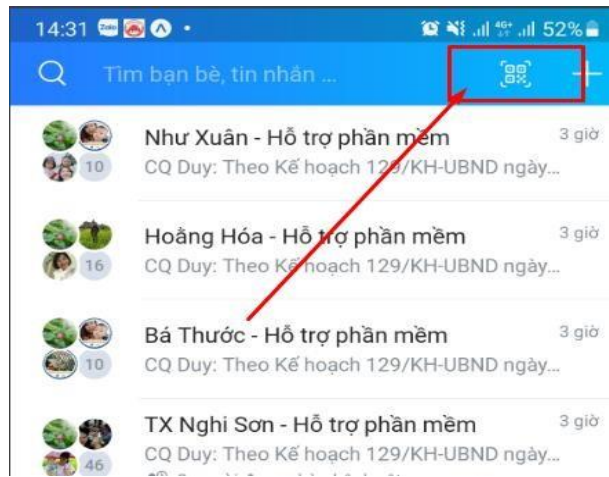 14:31 Zalo 4G+ 52%
Tìm bạn bè, tin nhắn ...
Như Xuân - Hỗ trợ phần mềm 3 giờ
10 CQ Duy: Theo Kế hoạch 129/KH-UBND ngày...
Hoằng Hóa - Hỗ trợ phần mềm 3 giờ
16 CQ Duy: Theo Kế hoạch 129/KH-UBND ngày...
Bá Thước - Hỗ trợ phần mềm 3 giờ
10 CQ Duy: Theo Kế hoạch 129/KH-UBND ngày...
TX Nghi Sơn - Hỗ trợ phần mềm 3 giờ
46 CQ Duy: Theo Kế hoạch 129/KH-UBND ngày...